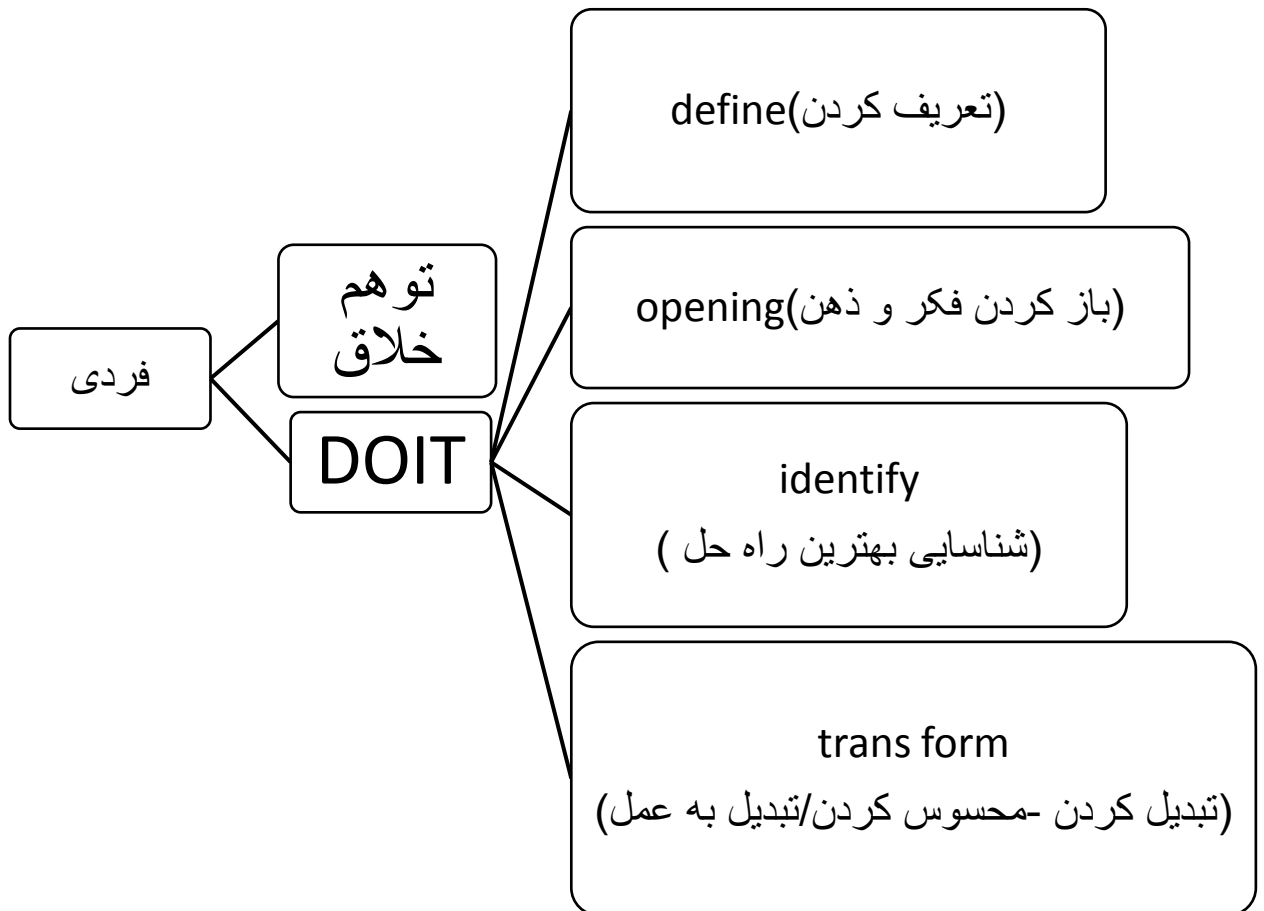 فردی
توهم
خلاق
DOIT
define(تعریف کردن)
opening(باز کردن فکر و ذهن)
identify
(شناسایی بهترین راه حل )
trans form
(تبدیل کردن -محسوس کردن/تبدیل به عمل)